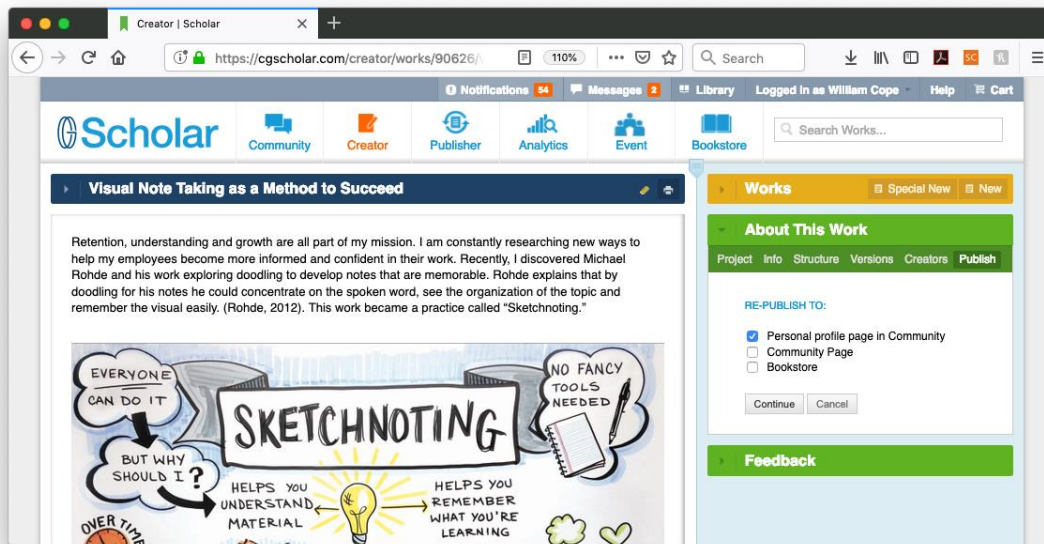 Creator | Scholar
https://cgscholar.com/creator/works/90626/
110%
Search
SC
Notifications 54
Messages 2
Library
Logged in as William Cope
Help
Cart
Scholar
Community
Creator
Publisher
Analytics
Event
Bookstore
Search Works...
Visual Note Taking as a Method to Succeed
Works
Special New
New
Retention, understanding and growth are all part of my mission. I am constantly researching new ways to
help my employees become more informed and confident in their work. Recently, I discovered Michael
Rohde and his work exploring doodling to develop notes that are memorable. Rohde explains that by
doodling for his notes he could concentrate on the spoken word, see the organization of the topic and
remember the visual easily. (Rohde, 2012). This work became a practice called “Sketchnoting.”
EVERYONE
CAN DO IT
BUT WHY
SHOULD I?
SKETCHNOTING
NO FANCY
TOOLS
NEEDED
HELPS YOU
UNDERSTAND
MATERIAL
HELPS YOU
REMEMBER
WHAT YOU'RE
LEARNING
OVER TIME
About This Work
Project Info Structure Versions Creators Publish
RE-PUBLISH TO:
Personal profile page in Community
Community Page
Bookstore
Continue
Cancel
Feedback